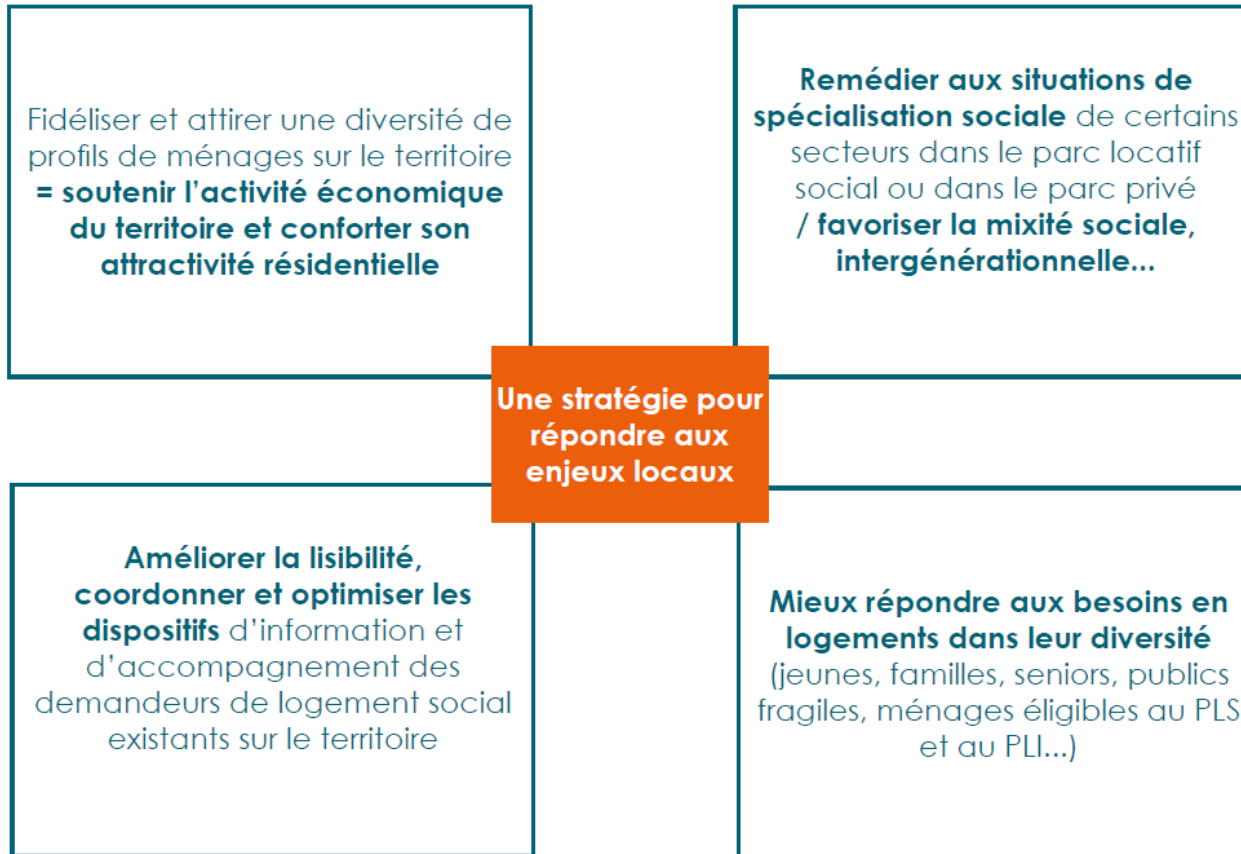 Fidéliser et attirer une diversité de
profils de ménages sur le territoire
= soutenir l'activité économique
du territoire et conforter son
attractivité résidentielle
Remédier aux situations de
spécialisation sociale de certains
secteurs dans le parc locatif
social ou dans le parc privé
/ favoriser la mixité sociale,
intergénérationnelle...
Une stratégie pour
répondre aux
enjeux locaux
Améliorer la lisibilité,
coordonner et optimiser les
dispositifs d'information et
d'accompagnement des
demandeurs de logement social
existants sur le territoire
Mieux répondre aux besoins en
logements dans leur diversité
(jeunes, familles, seniors, publics
fragiles, ménages éligibles au PLS
et au PLI...)